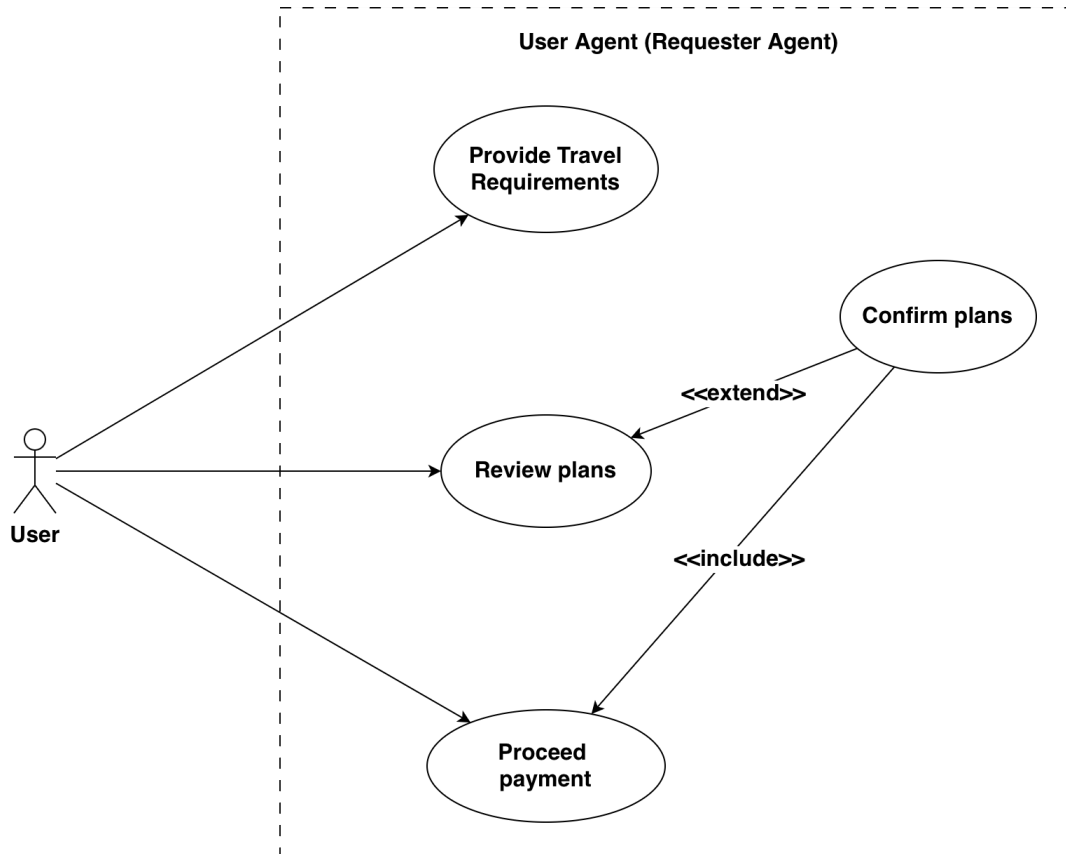 User Agent (Requester Agent)
Provide Travel
Requirements
Confirm plans
<<extend>>
Review plans
User
<<include>>
Proceed
payment